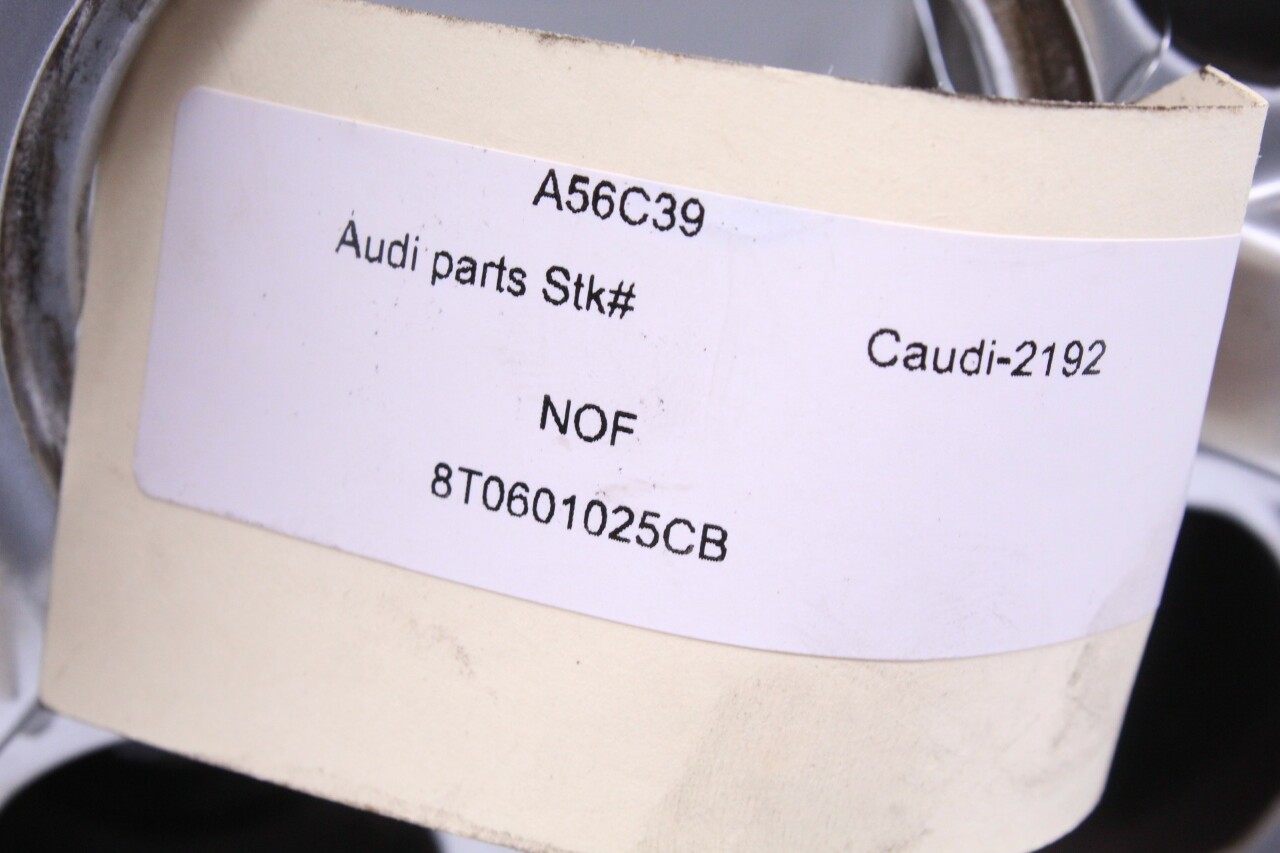 A56C39
Audi parts Stk#
Caudi-2192
NOF
8T0601025CB